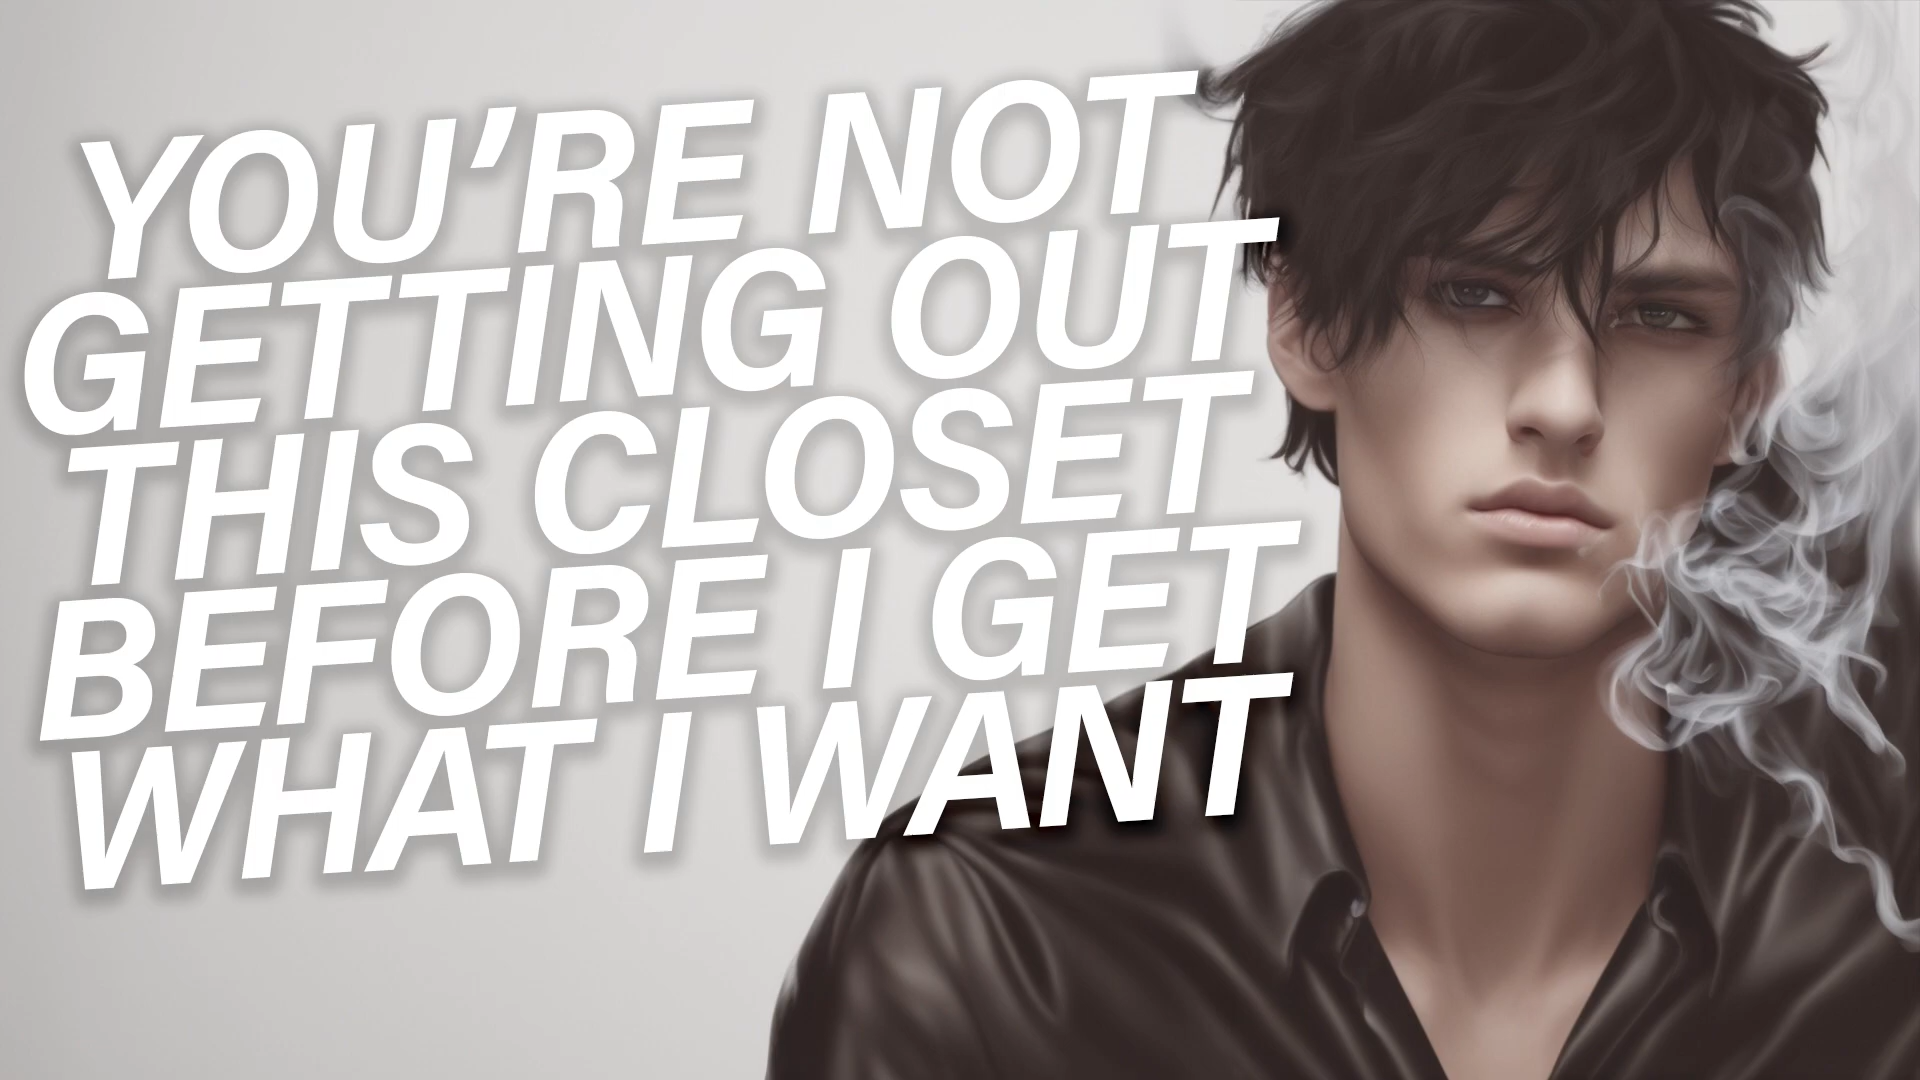 YOU’RE NOT
GETTING OUT
THIS CLOSET
BEFORE I GET
WHAT I WANT